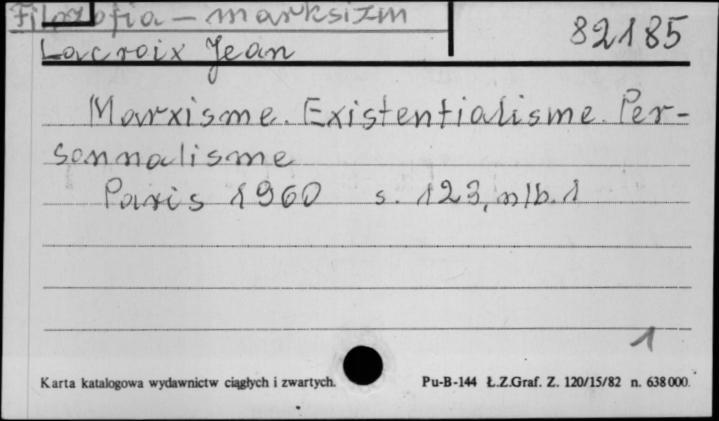 Filozofia - marksizm
82185
Lacroix Jean
Marxisme. Existentialisme. Per-
sonnalisme
Paris 1960 s. 123, nlb. 1
1
Karta katalogowa wydawnictw ciągłych i zwartych.
Pu-B-144 Ł.Z.Graf. Z. 120/15/82 n. 638000.